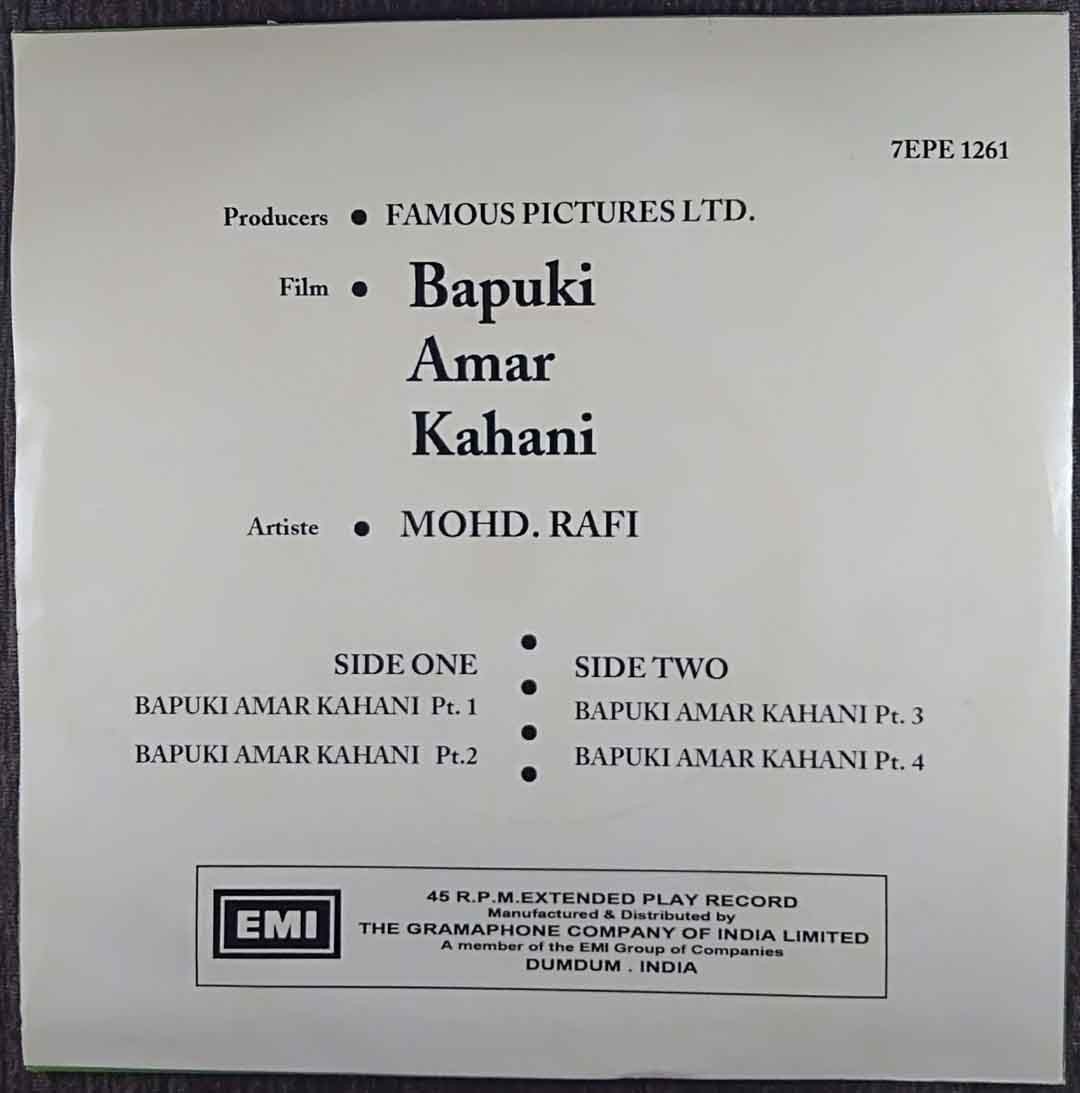 7EPE 1261
Producers • FAMOUS PICTURES LTD.
Film • Bapuki
Amar
Kahani
Artiste • MOHD. RAFI
SIDE ONE
BAPUKI AMAR KAHANI Pt. 1
BAPUKI AMAR KAHANI Pt.2
SIDE TWO
BAPUKI AMAR KAHANI Pt. 3
BAPUKI AMAR KAHANI Pt. 4
EMI
45 R.P.M.EXTENDED PLAY RECORD
Manufactured & Distributed by
THE GRAMAPHONE COMPANY OF INDIA LIMITED
A member of the EMI Group of Companies
DUMDUM . INDIA